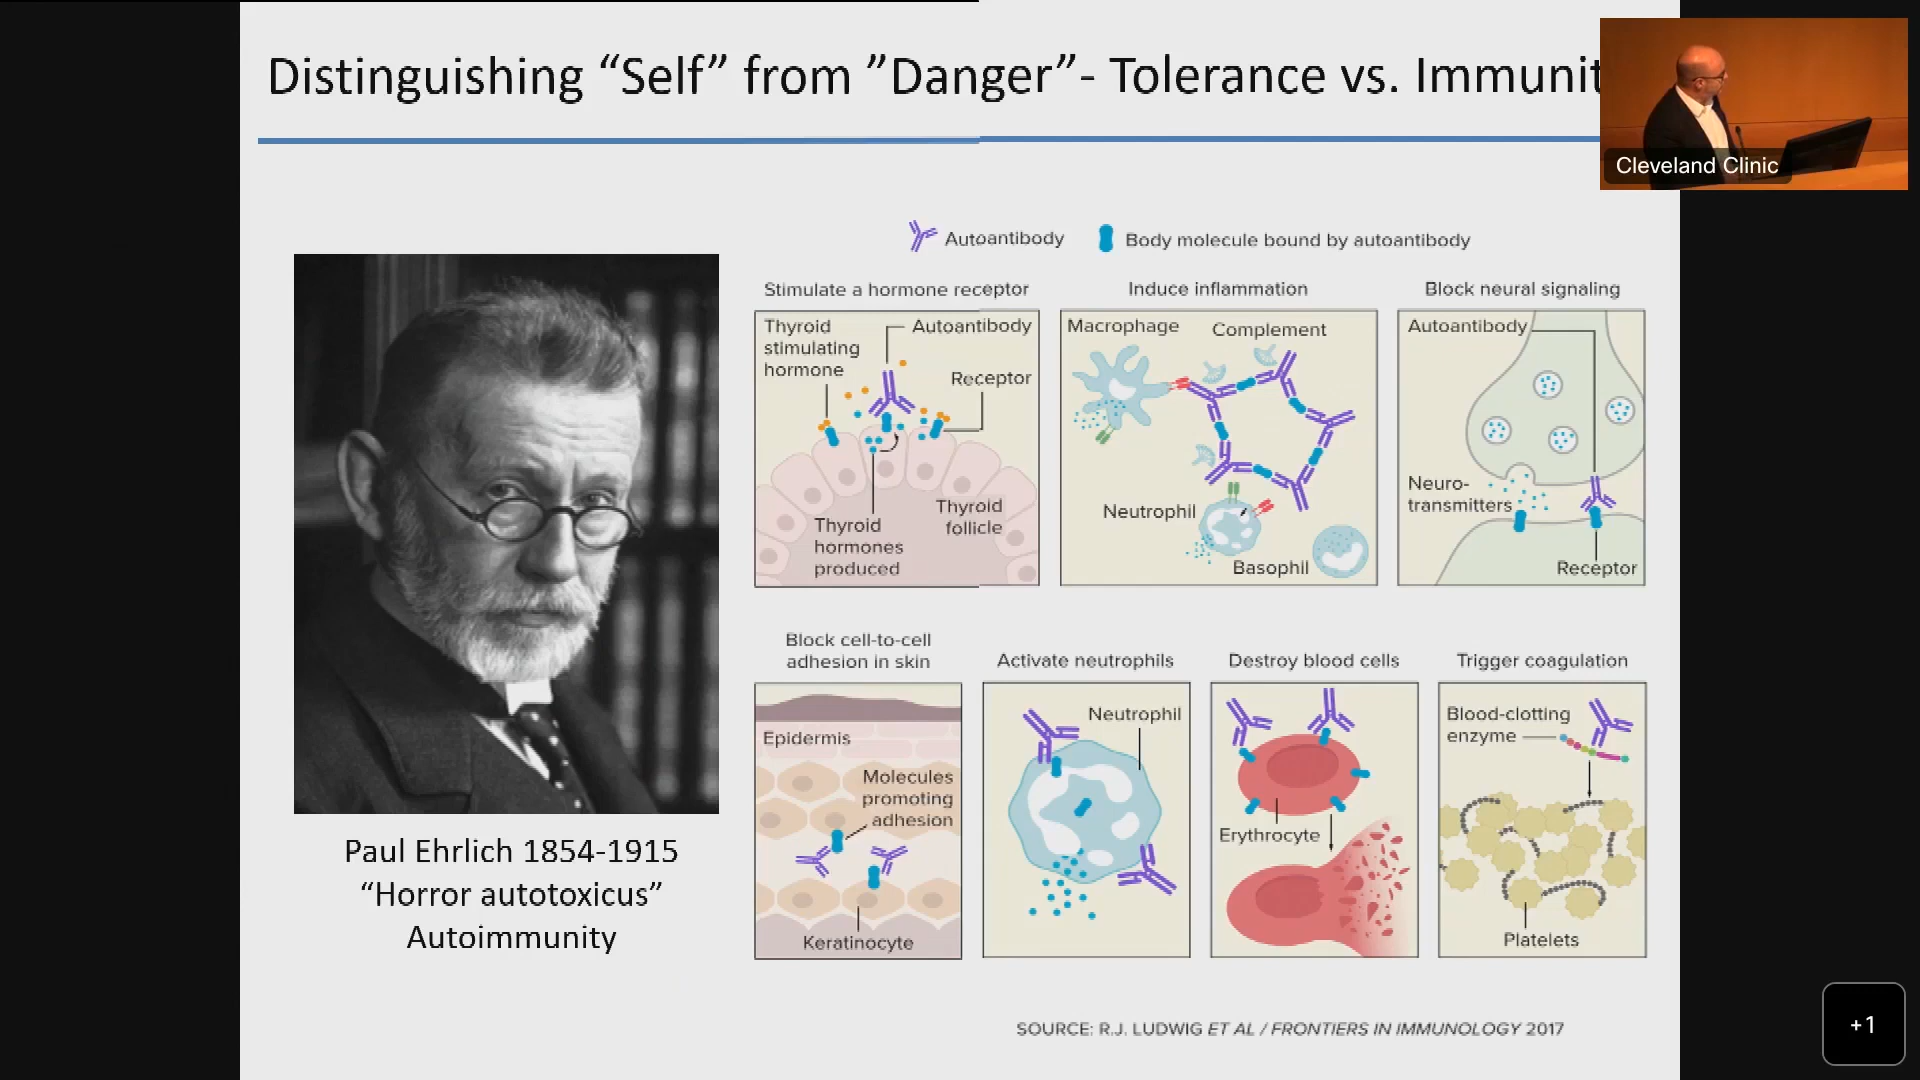 Distinguishing “Self” from ”Danger”- Tolerance vs. Immunit
Cleveland Clinic
Autoantibody
Body molecule bound by autoantibody
Stimulate a hormone receptor
Thyroid
stimulating
hormone
Autoantibody
Receptor
Thyroid
hormones
produced
Thyroid
follicle
Induce inflammation
Macrophage
Complement
Neutrophil
Basophil
Block neural signaling
Autoantibody
Neuro-
transmitters
Receptor
Block cell-to-cell
adhesion in skin
Epidermis
Molecules
promoting
adhesion
Keratinocyte
Activate neutrophils
Neutrophil
Destroy blood cells
Erythrocyte
Trigger coagulation
Blood-clotting
enzyme
Platelets
Paul Ehrlich 1854-1915
“Horror autotoxicus”
Autoimmunity
SOURCE: R.J. LUDWIG ET AL / FRONTIERS IN IMMUNOLOGY 2017
+1